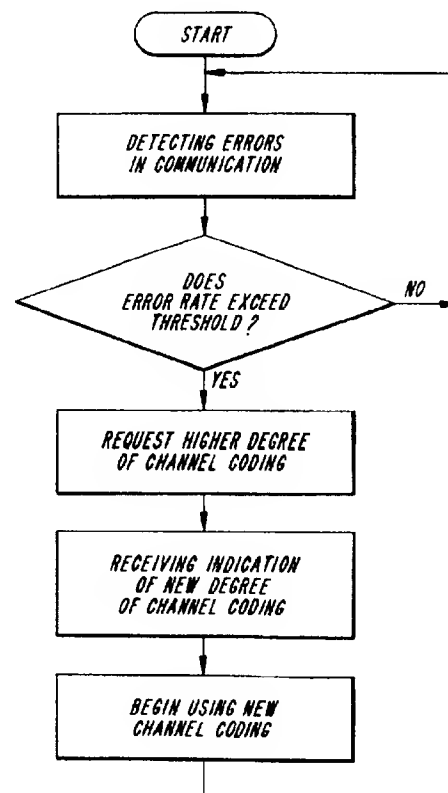 START
DETECTING ERRORS
IN COMMUNICATION
DOES
ERROR RATE EXCEED
THRESHOLD?
NO
YES
REQUEST HIGHER DEGREE
OF CHANNEL CODING
RECEIVING INDICATION
OF NEW DEGREE
OF CHANNEL CODING
BEGIN USING NEW
CHANNEL CODING